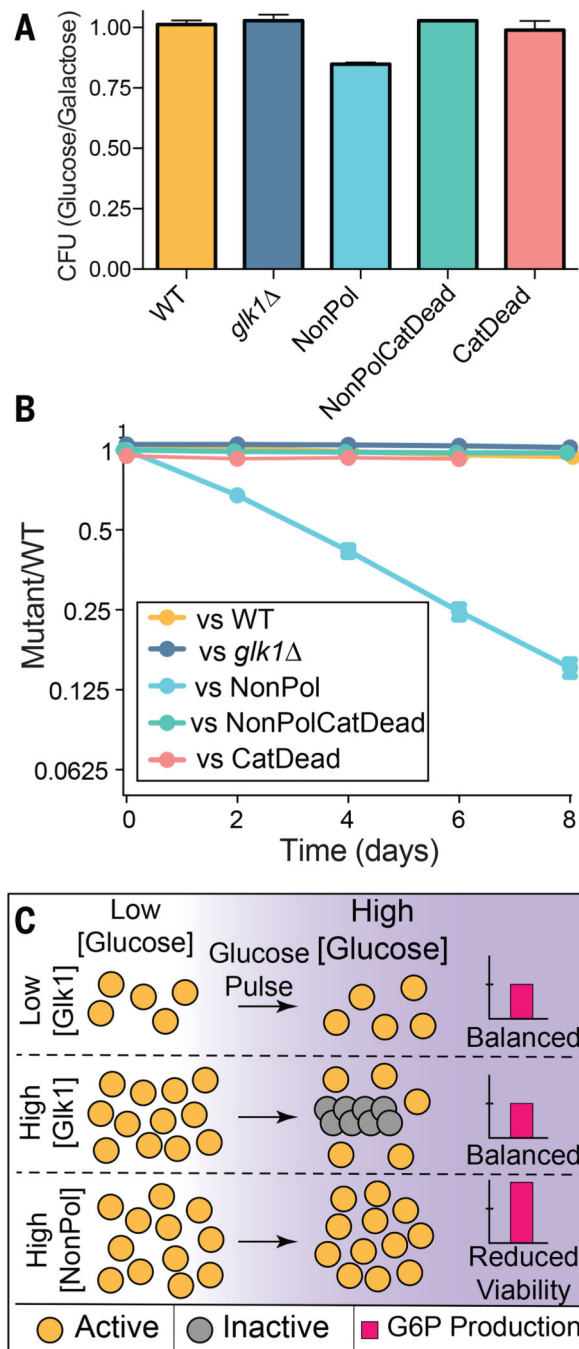 A
CFU (Glucose/Galactose)
1.00
0.75
0.50
1.25
0.00
WT
glk1Δ
NonPol
NonPolCatDead
CatDead
B
Mutant/WT
1
1
0.5
0.25
0.125
0.0625
vs WT
vs glk1Δ
vs NonPol
vs NonPolCatDead
vs CatDead
0
2
4
6
8
Time (days)
C
Low
[Glucose]
Glucose
Pulse
High
[Glucose]
Low
[Glk1]
Balanced
High
[Glk1]
Balanced
High
[NonPol]
Reduced
Viability
Active
Inactive
G6P Production